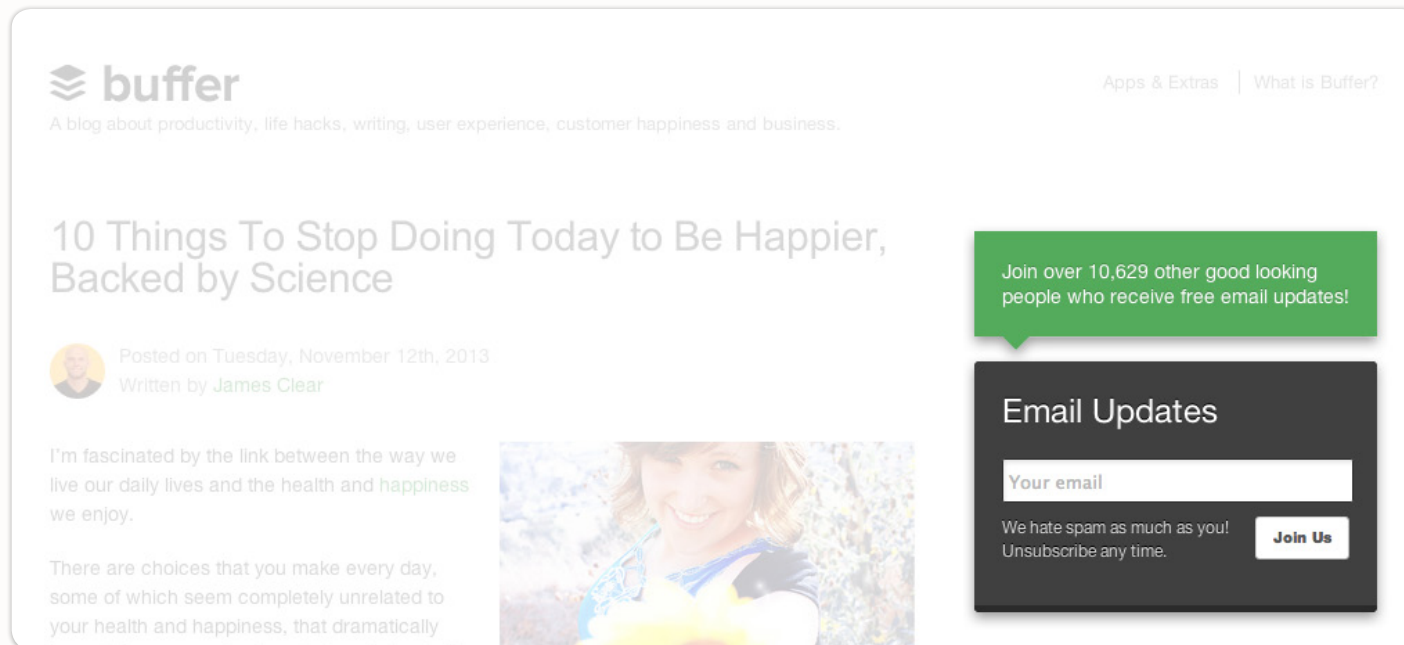 buffer
Apps & Extras
What is Buffer?
A blog about productivity, life hacks, writing, user experience, customer happiness and business.
10 Things To Stop Doing Today to Be Happier,
Backed by Science
Posted on Tuesday, November 12th, 2013
Written by James Clear
I'm fascinated by the link between the way we
live our daily lives and the health and happiness
we enjoy.
There are choices that you make every day,
some of which seem completely unrelated to
your health and happiness, that dramatically
Join over 10,629 other good looking
people who receive free email updates!
Email Updates
Your email
We hate spam as much as you!
Unsubscribe any time.
Join Us